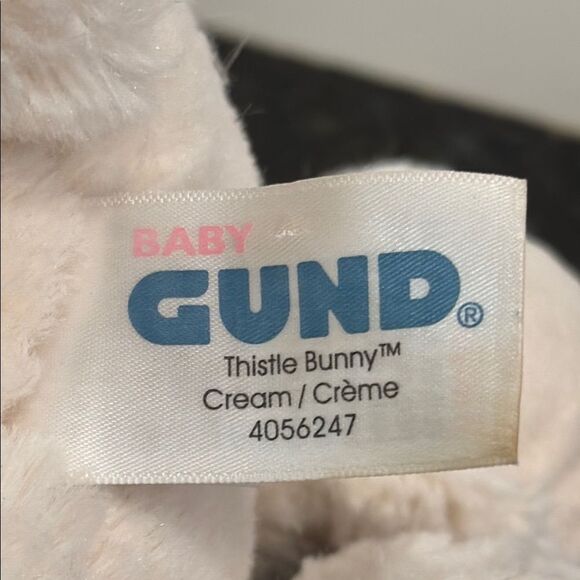 BABY
GUND®
Thistle Bunny™
Cream / Crème
4056247